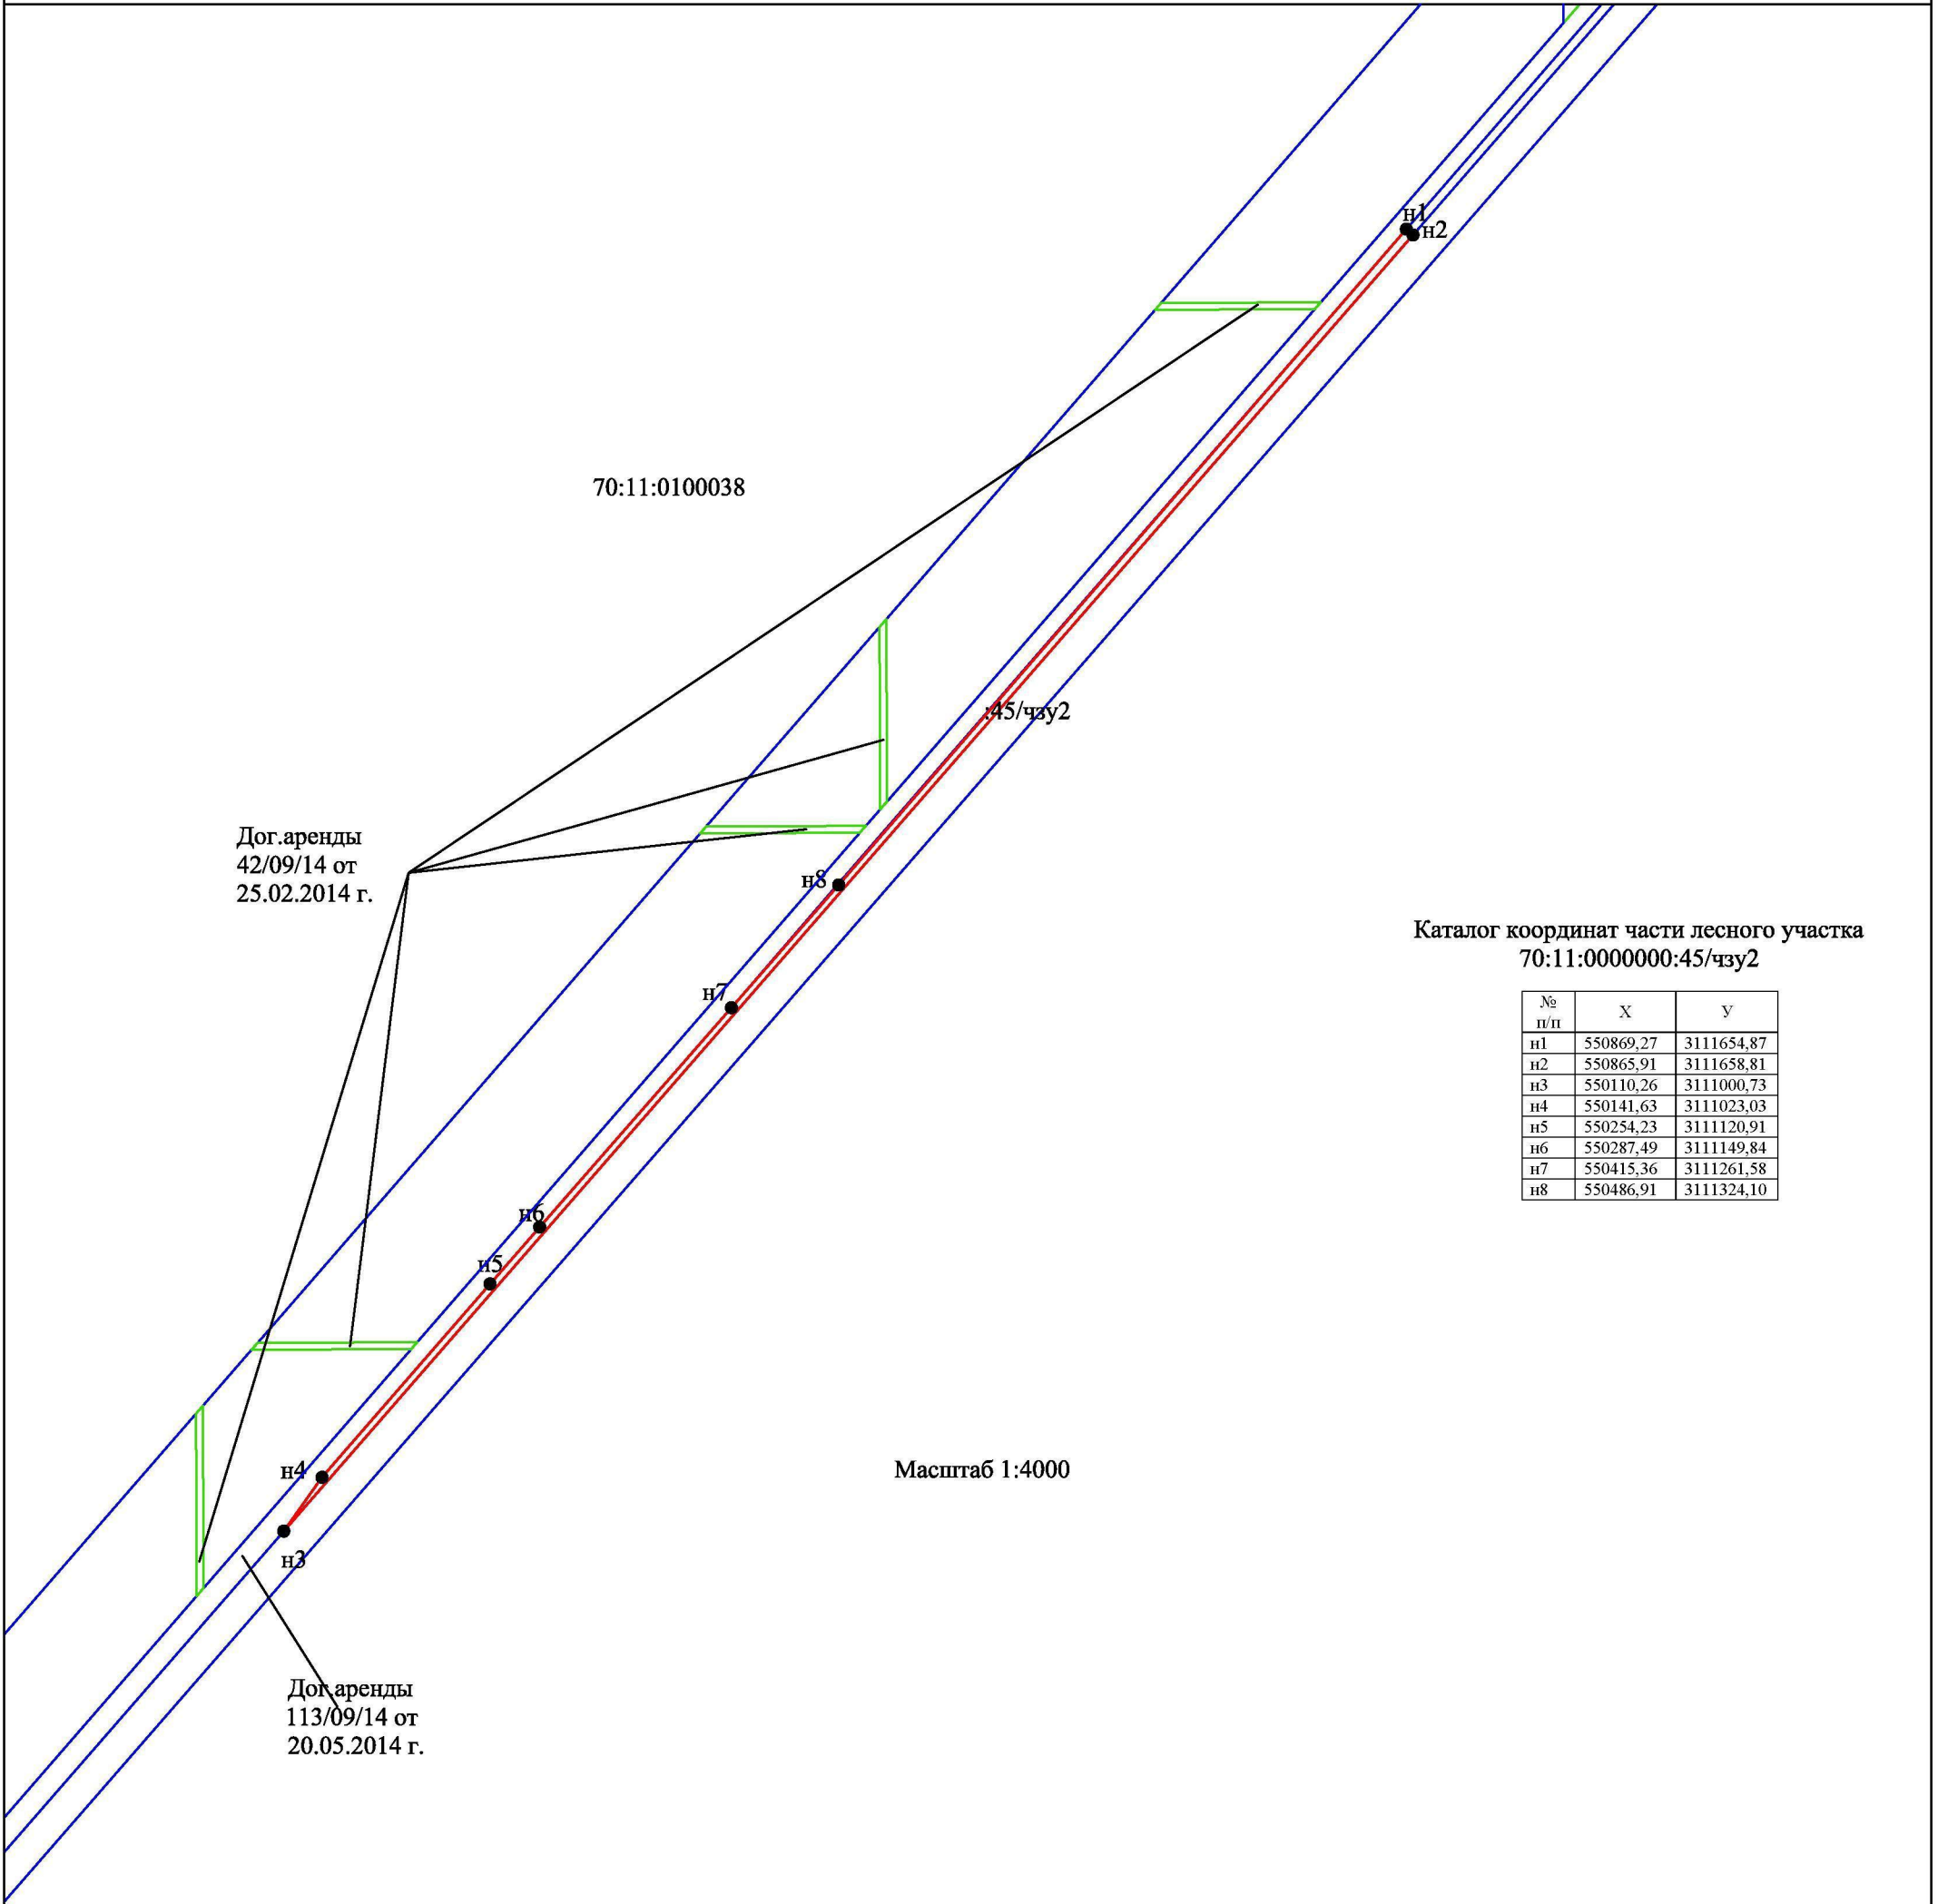 н1
н2
70:11:0100038
:45/чзу2
Дог.аренды
42/09/14 от
25.02.2014 г.
н8
Каталог координат части лесного участка
70:11:0000000:45/чзу2
№ п/п X У
н1 550869,27 3111654,87
н2 550865,91 3111658,81
н3 550110,26 3111000,73
н4 550141,63 3111023,03
н5 550254,23 3111120,91
н6 550287,49 3111149,84
н7 550415,36 3111261,58
н8 550486,91 3111324,10
н7
н6
н5
н4
Масштаб 1:4000
н3
Дог.аренды
113/09/14 от
20.05.2014 г.